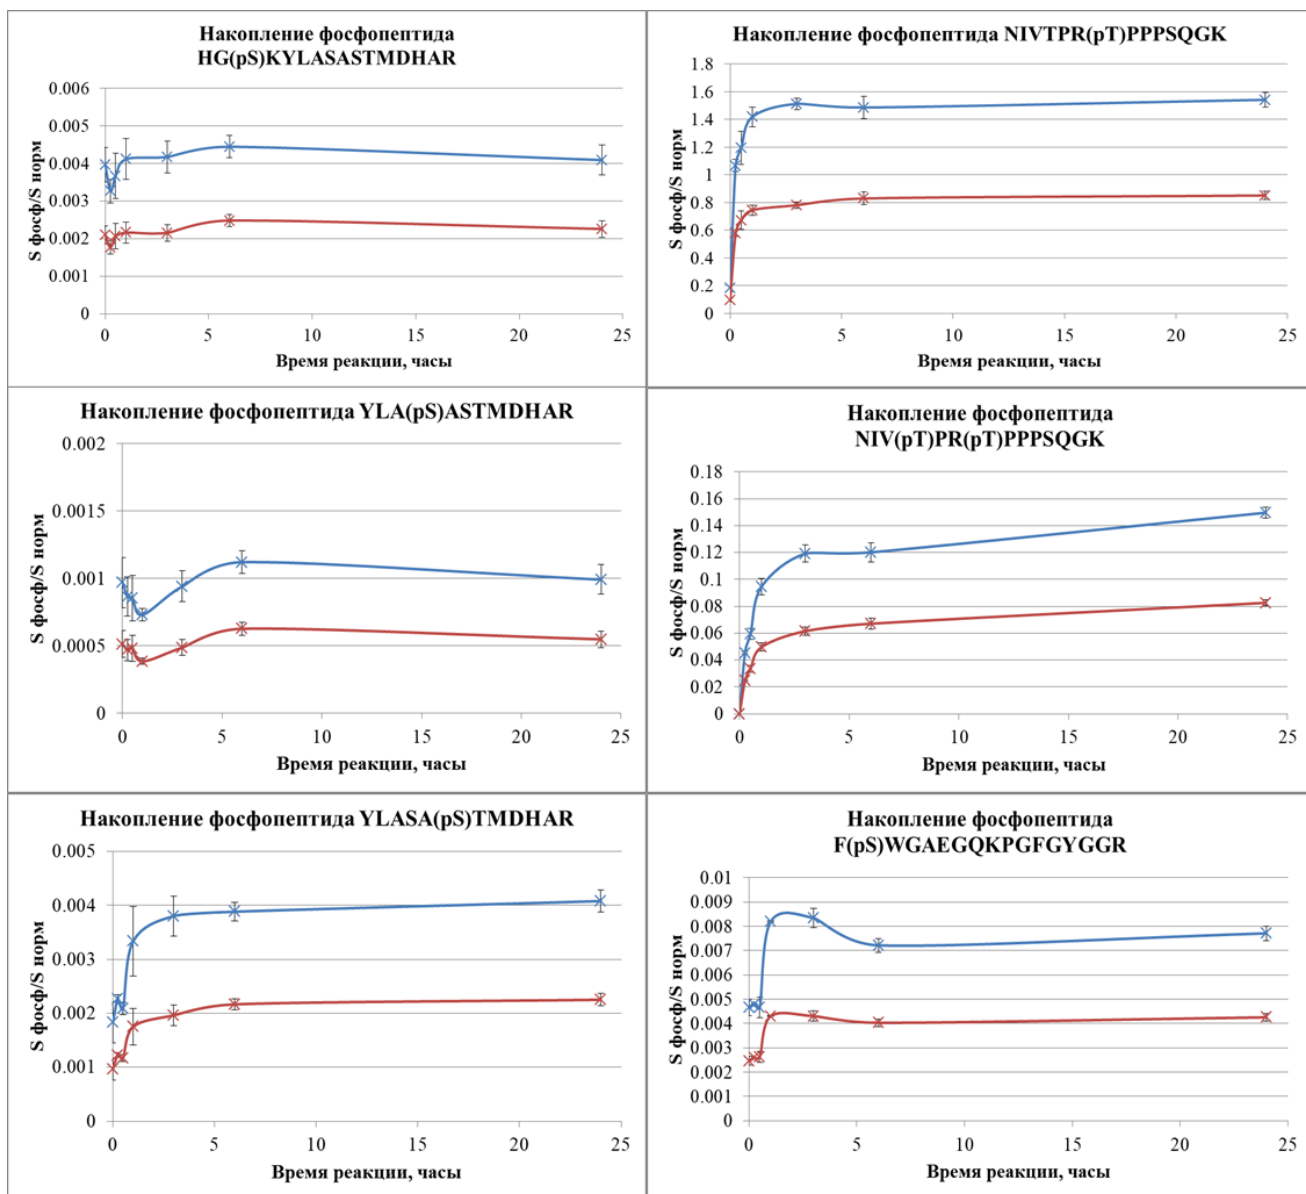 Накопление фосфопептида
HG(pS)KYLASASTMDHAR
S фосф/S норм
0.006
0.005
0.004
0.003
0.002
0.001
0
0 5 10 15 20 25
Время реакции, часы
Накопление фосфопептида NIVTPR(pT)PPPSQGK
S фосф/S норм
1.8
1.6
1.4
1.2
1
0.8
0.6
0.4
0.2
0
0 5 10 15 20 25
Время реакции, часы
Накопление фосфопептида YLA(pS)ASTMDHAR
S фосф/S норм
0.002
0.0015
0.001
0.0005
0
0 5 10 15 20 25
Время реакции, часы
Накопление фосфопептида
NIV(pT)PR(pT)PPPSQGK
S фосф/S норм
0.18
0.16
0.14
0.12
0.1
0.08
0.06
0.04
0.02
0
0 5 10 15 20 25
Время реакции, часы
Накопление фосфопептида YLASA(pS)TMDHAR
S фосф/S норм
0.005
0.004
0.003
0.002
0.001
0
0 5 10 15 20 25
Время реакции, часы
Накопление фосфопептида
F(pS)WGAEGQKPGFGYGGR
S фосф/S норм
0.01
0.009
0.008
0.007
0.006
0.005
0.004
0.003
0.002
0.001
0
0 5 10 15 20 25
Время реакции, часы